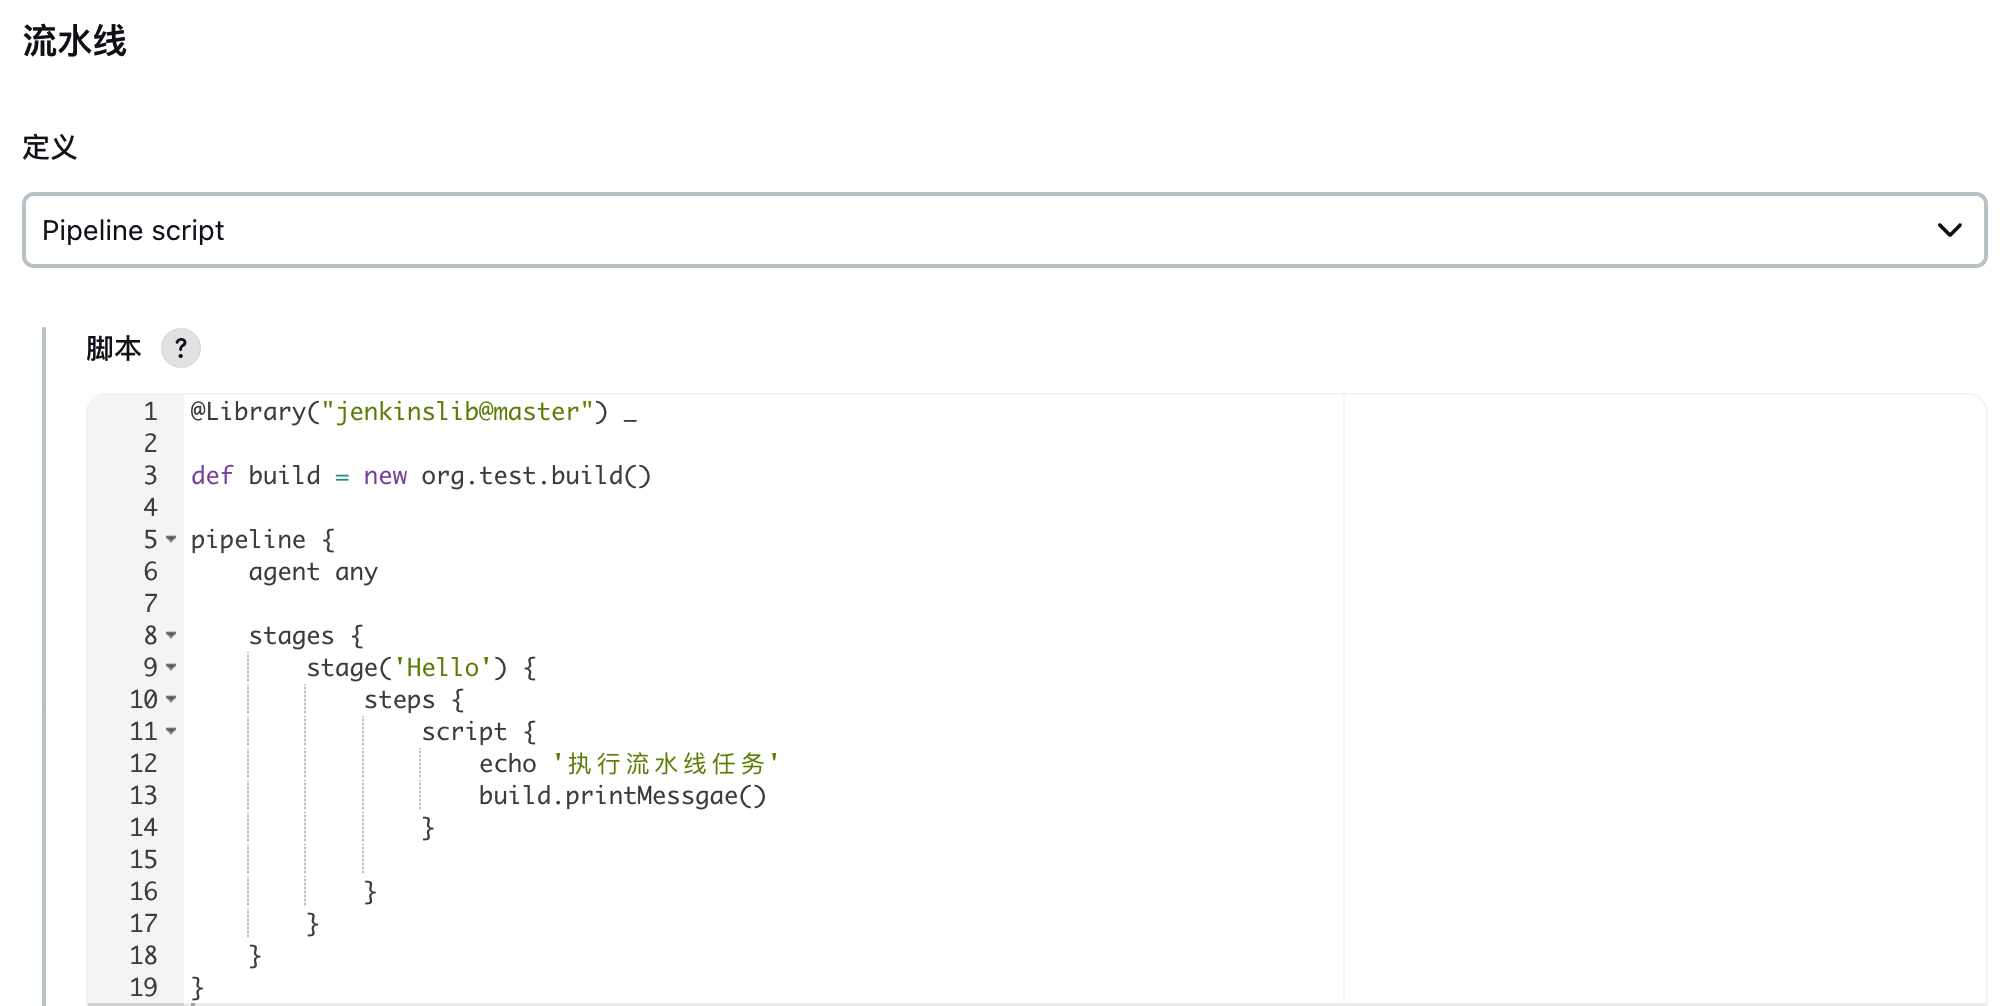 流水线
定义
Pipeline script
脚本 ?
1 @Library("jenkinslib@master") _
2
3 def build = new org.test.build()
4
5 pipeline {
6     agent any
7
8     stages {
9         stage('Hello') {
10             steps {
11                 script {
12                     echo '执行流水线任务'
13                     build.printMessgae()
14                 }
15
16             }
17         }
18     }
19 }